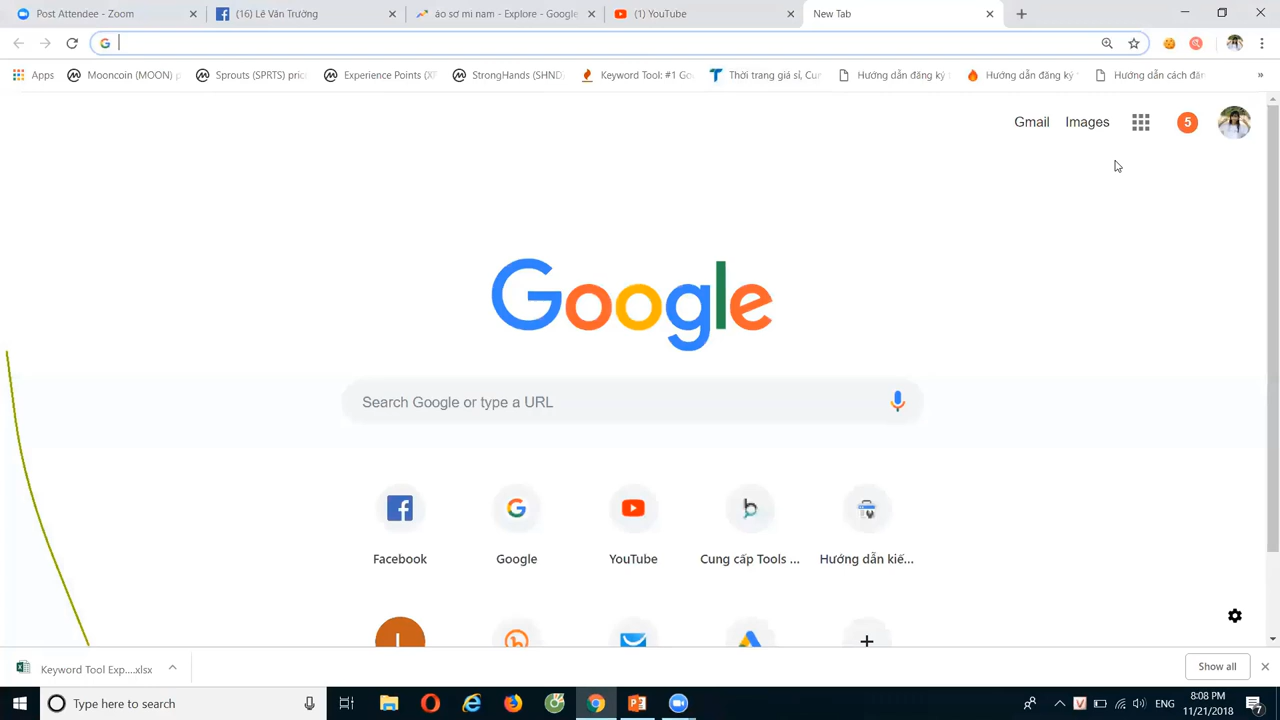 Post Attendee - Zoom
(16) Lê Văn Trường
áo sơ mi nam - Explore - Google
(1) YouTube
New Tab
Apps
Mooncoin (MOON) p
Sprouts (SPRTS) pric
Experience Points (XP
StrongHands (SHND
Keyword Tool: #1 Go
Thời trang giá sỉ, Cun
Hướng dẫn đăng ký
Hướng dẫn đăng ký
Hướng dẫn cách đăn
»
Gmail
Images
5
Google
Search Google or type a URL
Facebook
Google
YouTube
Cung cấp Tools ...
Hướng dẫn kiế...
Keyword Tool Exp....xlsx
Show all
Type here to search
ENG
8:08 PM
11/21/2018
7